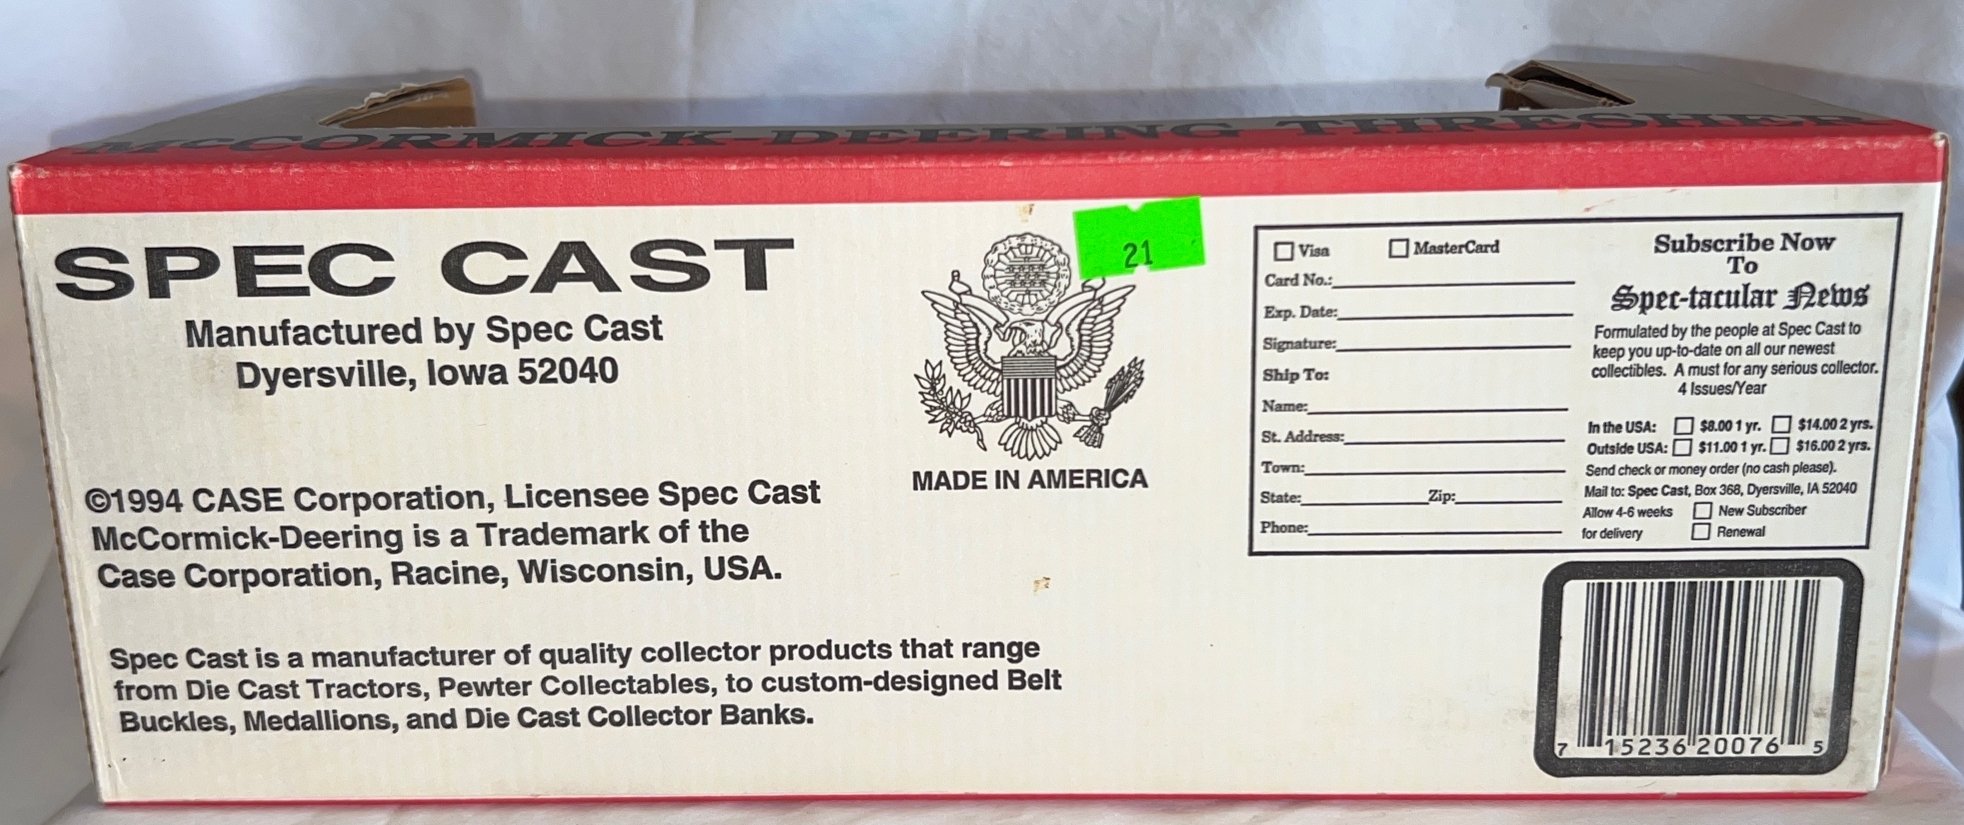 McCORMICK-DEERING THRESHER
SPEC CAST
Manufactured by Spec Cast
Dyersville, Iowa 52040
©1994 CASE Corporation, Licensee Spec Cast
McCormick-Deering is a Trademark of the
Case Corporation, Racine, Wisconsin, USA.
Spec Cast is a manufacturer of quality collector products that range
from Die Cast Tractors, Pewter Collectables, to custom-designed Belt
Buckles, Medallions, and Die Cast Collector Banks.
21
MADE IN AMERICA
Visa MasterCard
Card No.:
Exp. Date:
Signature:
Ship To:
Name:
St. Address:
Town:
State: Zip:
Phone:
Subscribe Now
To
Spec-tacular News
Formulated by the people at Spec Cast to
keep you up-to-date on all our newest
collectibles. A must for any serious collector.
4 Issues/Year
In the USA: $8.00 1 yr. $14.00 2 yrs.
Outside USA: $11.00 1 yr. $16.00 2 yrs.
Send check or money order (no cash please).
Mail to: Spec Cast, Box 368, Dyersville, IA 52040
Allow 4-6 weeks New Subscriber
for delivery Renewal
7 15236 20076 5